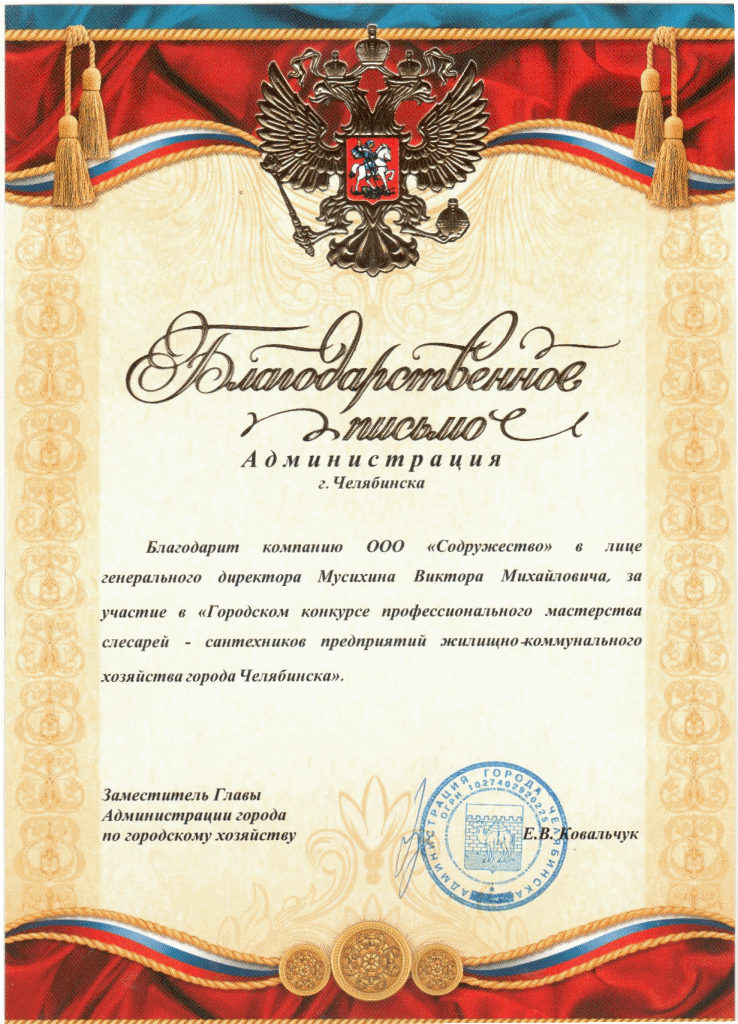 Благодарственное
письмо
Администрация
г. Челябинска
Благодарит компанию ООО «Содружество» в лице
генерального директора Мусихина Виктора Михайловича, за
участие в «Городском конкурсе профессионального мастерства
слесарей - сантехников предприятий жилищно-коммунального
хозяйства города Челябинска».
Заместитель Главы
Администрации города
по городскому хозяйству
Е.В. Ковальчук
АДМИНИСТРАЦИЯ ГОРОДА ЧЕЛЯБИНСКА
ОГРН 1027402920225